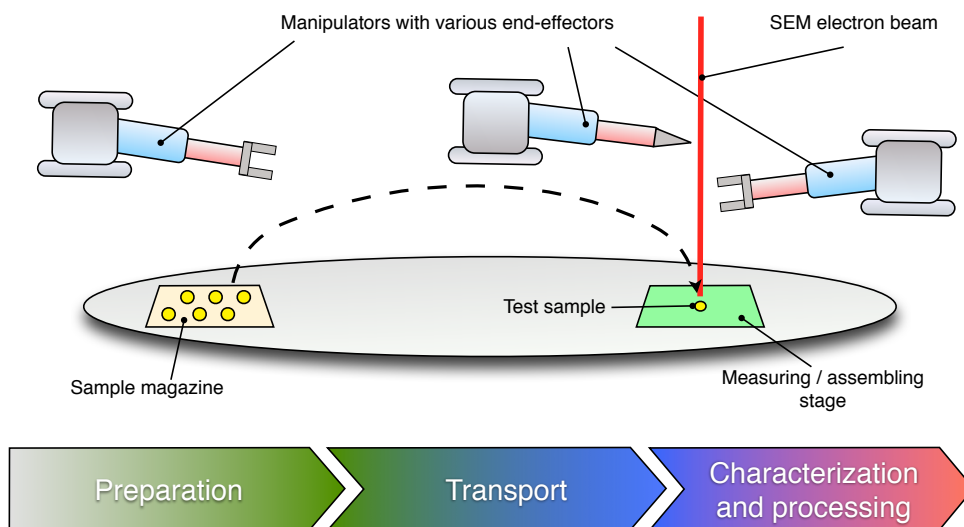 Manipulators with various end-effectors
SEM electron beam
Test sample
Sample magazine
Measuring / assembling
stage
Preparation
Transport
Characterization
and processing